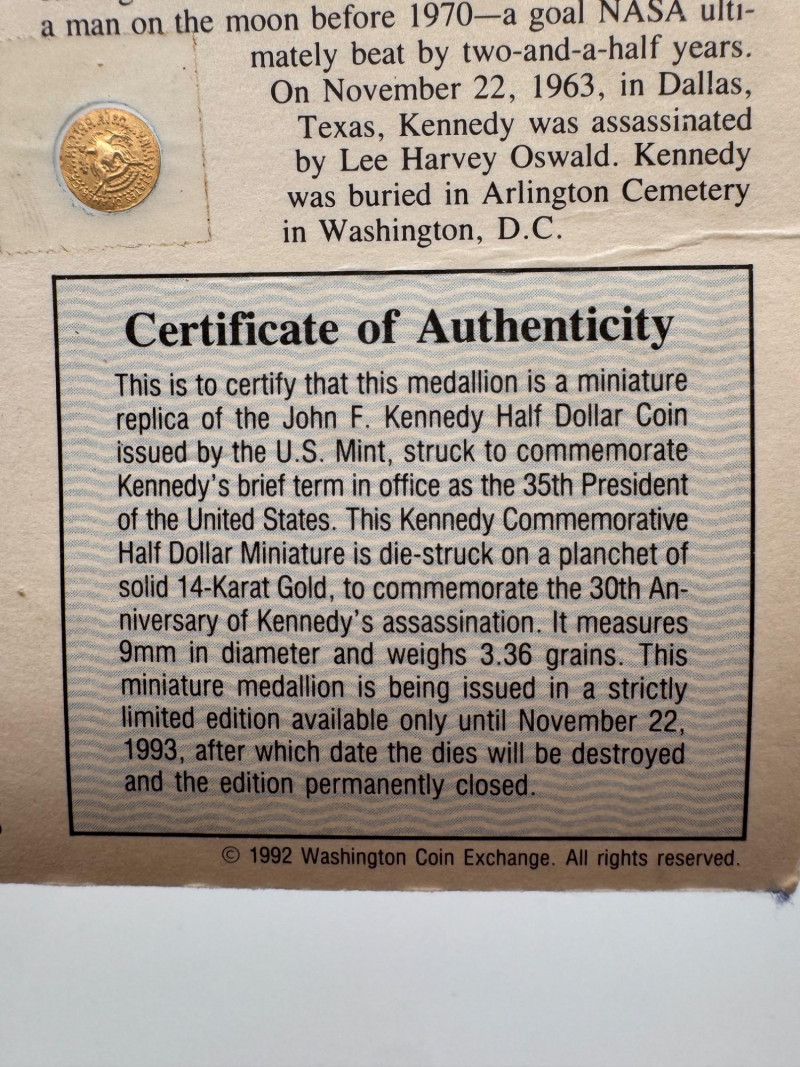 a man on the moon before 1970—a goal NASA ulti-
mately beat by two-and-a-half years.
On November 22, 1963, in Dallas,
Texas, Kennedy was assassinated
by Lee Harvey Oswald. Kennedy
was buried in Arlington Cemetery
in Washington, D.C.
Certificate of Authenticity
This is to certify that this medallion is a miniature
replica of the John F. Kennedy Half Dollar Coin
issued by the U.S. Mint, struck to commemorate
Kennedy's brief term in office as the 35th President
of the United States. This Kennedy Commemorative
Half Dollar Miniature is die-struck on a planchet of
solid 14-Karat Gold, to commemorate the 30th An-
niversary of Kennedy's assassination. It measures
9mm in diameter and weighs 3.36 grains. This
miniature medallion is being issued in a strictly
limited edition available only until November 22,
1993, after which date the dies will be destroyed
and the edition permanently closed.
© 1992 Washington Coin Exchange. All rights reserved.